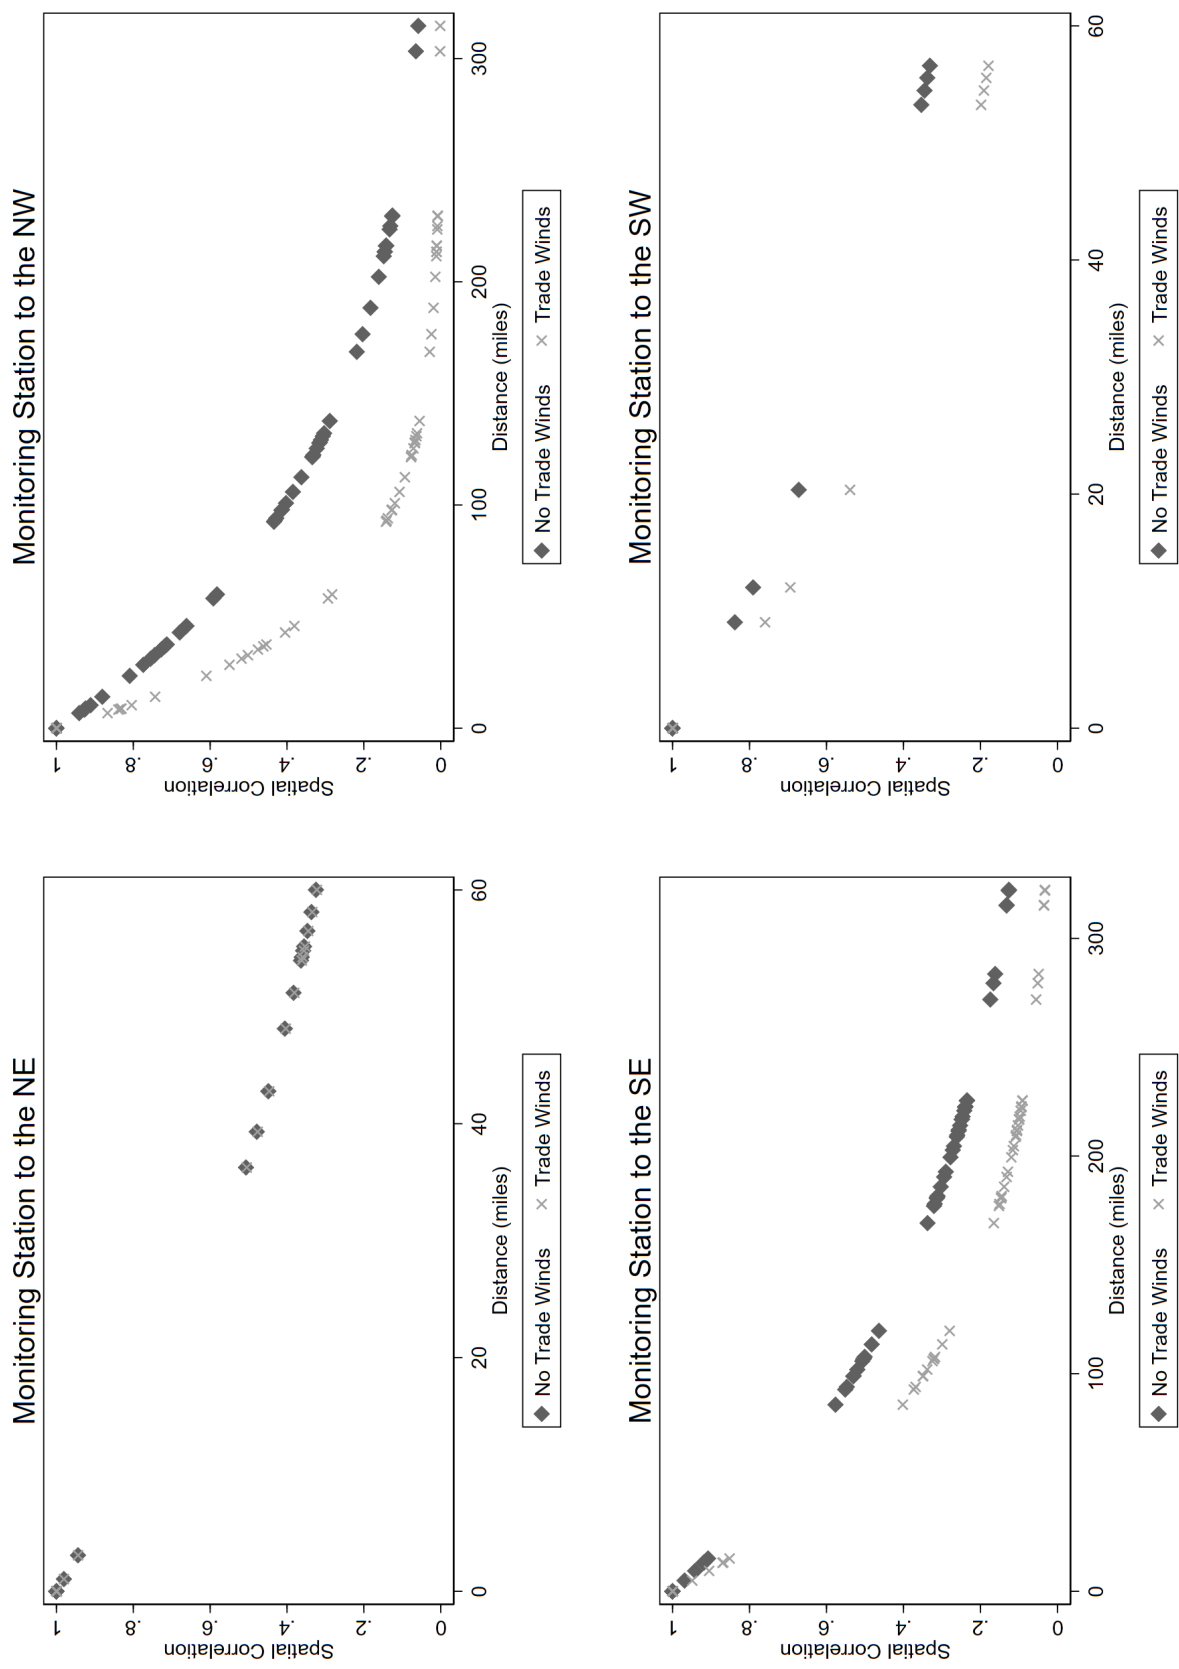 Monitoring Station to the NE
Spatial Correlation
1
.8
.6
.4
.2
0
0 20 40 60
Distance (miles)
No Trade Winds Trade Winds
Monitoring Station to the NW
Spatial Correlation
1
.8
.6
.4
.2
0
0 100 200 300
Distance (miles)
No Trade Winds Trade Winds
Monitoring Station to the SE
Spatial Correlation
1
.8
.6
.4
.2
0
0 100 200 300
Distance (miles)
No Trade Winds Trade Winds
Monitoring Station to the SW
Spatial Correlation
1
.8
.6
.4
.2
0
0 20 40 60
Distance (miles)
No Trade Winds Trade Winds